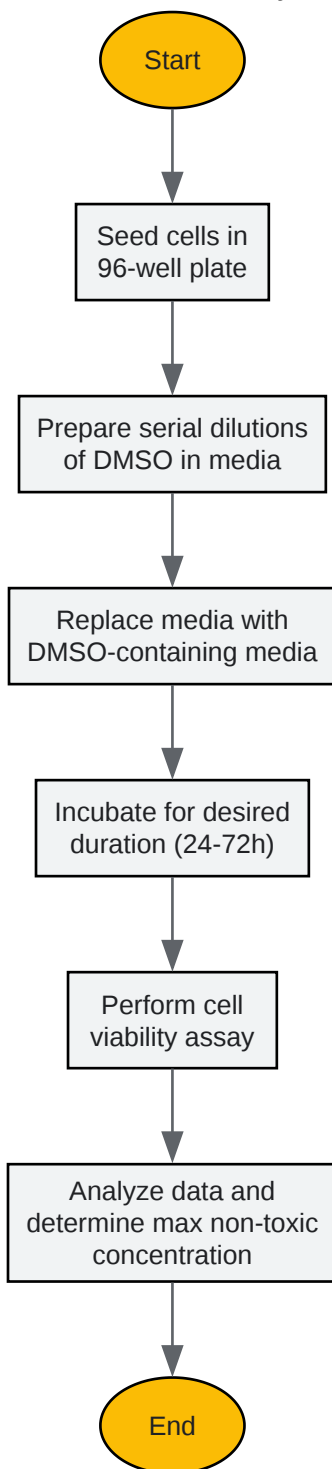 Start
Seed cells in
96-well plate
Prepare serial dilutions
of DMSO in media
Replace media with
DMSO-containing media
Incubate for desired
duration (24-72h)
Perform cell
viability assay
Analyze data and
determine max non-toxic
concentration
End